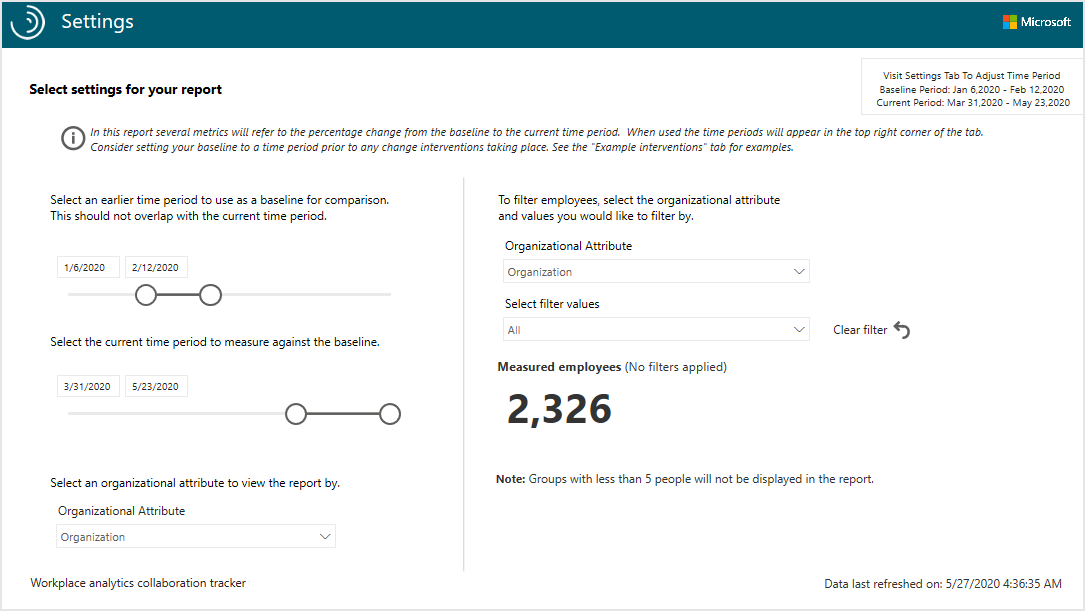 Settings
Microsoft
Visit Settings Tab To Adjust Time Period
Baseline Period: Jan 6,2020 - Feb 12,2020
Current Period: Mar 31,2020 - May 23,2020
Select settings for your report
In this report several metrics will refer to the percentage change from the baseline to the current time period.  When used the time periods will appear in the top right corner of the tab.
Consider setting your baseline to a time period prior to any change interventions taking place. See the "Example interventions" tab for examples.
Select an earlier time period to use as a baseline for comparison.
This should not overlap with the current time period.
1/6/2020
2/12/2020
Select the current time period to measure against the baseline.
3/31/2020
5/23/2020
Select an organizational attribute to view the report by.
Organizational Attribute
Organization
To filter employees, select the organizational attribute
and values you would like to filter by.
Organizational Attribute
Organization
Select filter values
All
Clear filter
Measured employees (No filters applied)
2,326
Note: Groups with less than 5 people will not be displayed in the report.
Workplace analytics collaboration tracker
Data last refreshed on: 5/27/2020 4:36:35 AM